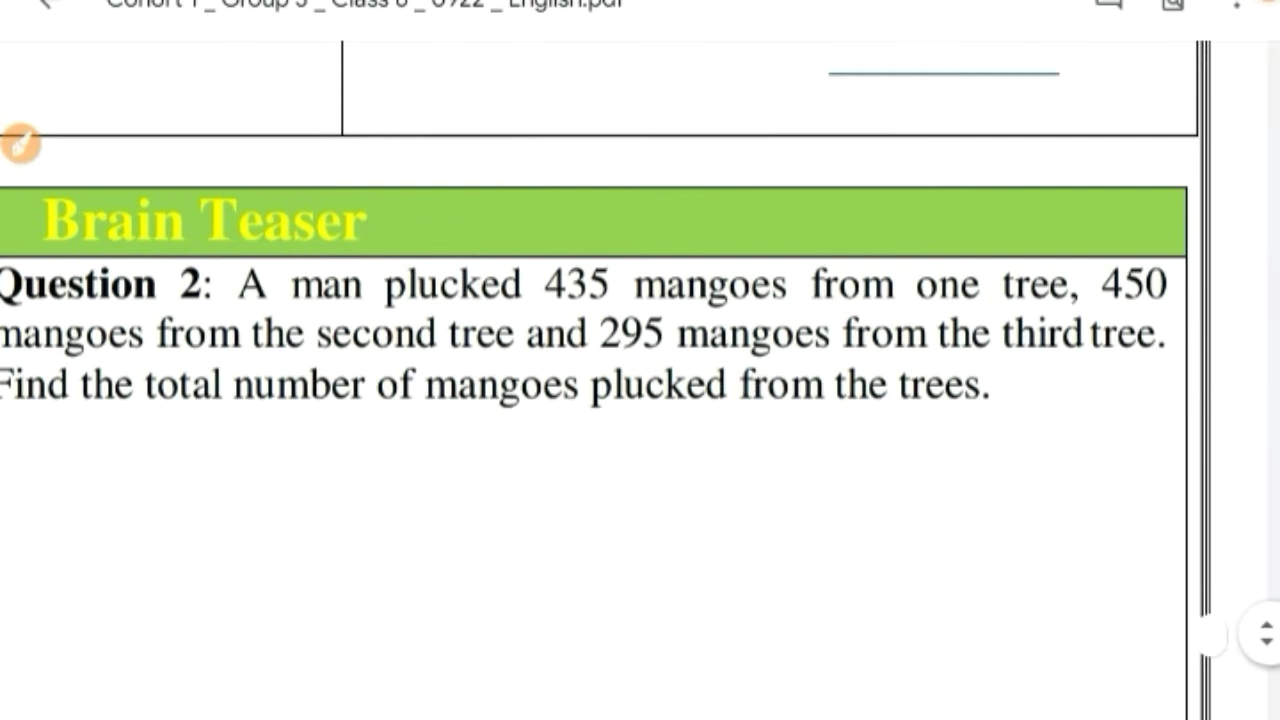 Brain Teaser
Question 2: A man plucked 435 mangoes from one tree, 450
mangoes from the second tree and 295 mangoes from the third tree.
Find the total number of mangoes plucked from the trees.